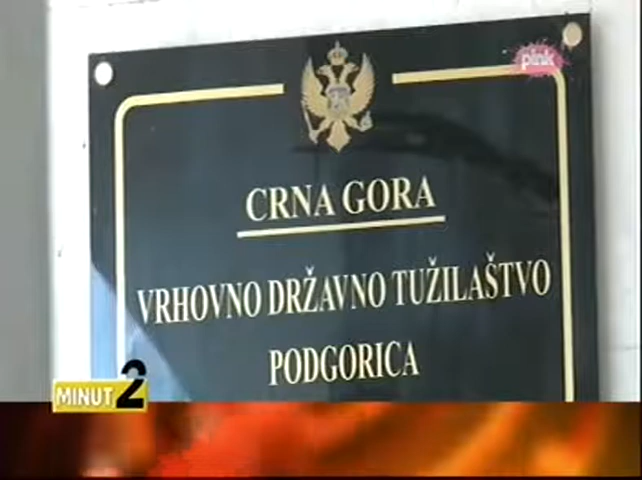 pink
CRNA GORA
VRHOVNO DRŽAVNO TUŽILAŠTVO
PODGORICA
MINUT 2